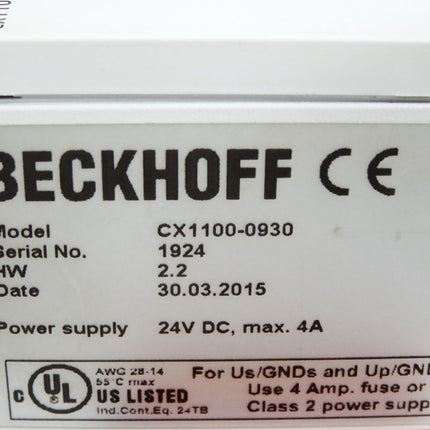 BECKHOFF CE
Model CX1100-0930
Serial No. 1924
HW 2.2
Date 30.03.2015
Power supply 24V DC, max. 4A
AWG 28-14
55°C max
C UL US LISTED
Ind.Cont.Eq. 24TB
For Us/GNDs and Up/GND
Use 4 Amp. fuse or
Class 2 power supp